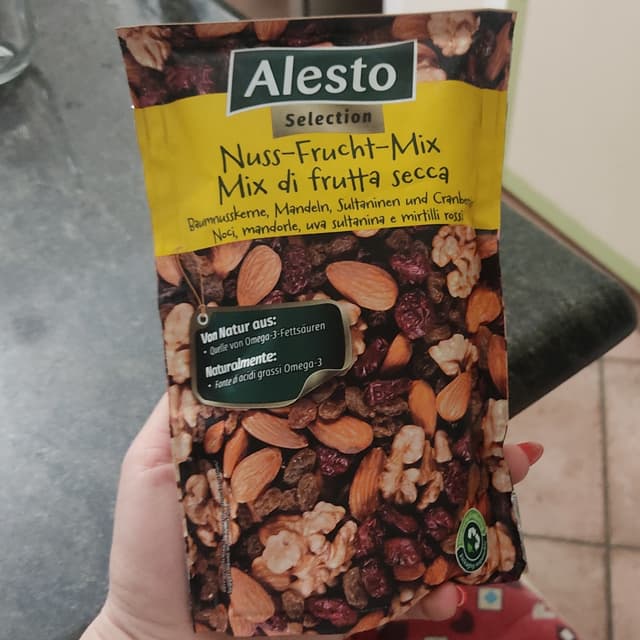 Alesto
Selection
Nuss-Frucht-Mix
Mix di frutta secca
Baumnusskerne, Mandeln, Sultaninen und
Noci, mandorle, uva sultanina e mirtilli rossi
Von Natur aus:
• Quelle von Omega-3-Fettsäuren
Naturalmente:
• Fonte di acidi grassi Omega-3